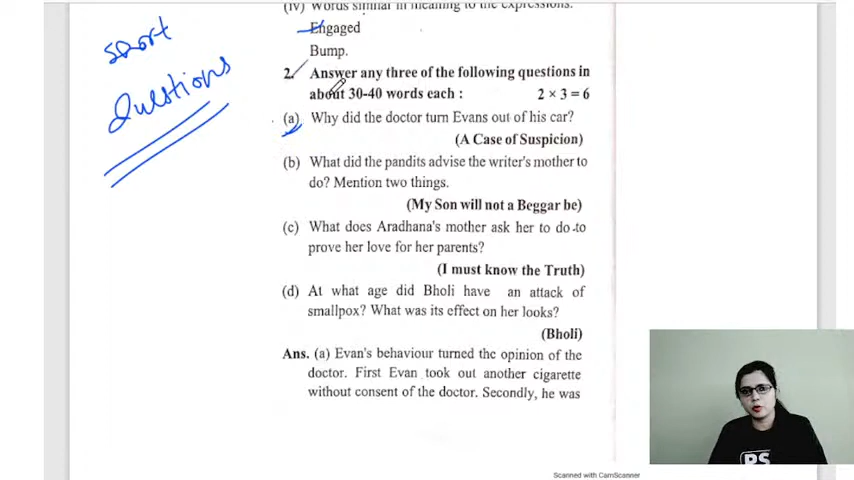 (iv) Words similar in meaning to the expressions.
Engaged
Bump.
short
Questions
2. Answer any three of the following questions in
about 30-40 words each : 2 × 3 = 6
(a) Why did the doctor turn Evans out of his car?
(A Case of Suspicion)
(b) What did the pandits advise the writer's mother to
do? Mention two things.
(My Son will not a Beggar be)
(c) What does Aradhana's mother ask her to do to
prove her love for her parents?
(I must know the Truth)
(d) At what age did Bholi have an attack of
smallpox? What was its effect on her looks?
(Bholi)
Ans. (a) Evan's behaviour turned the opinion of the
doctor. First Evan took out another cigarette
without consent of the doctor. Secondly, he was
PS
Scanned with CamScanner